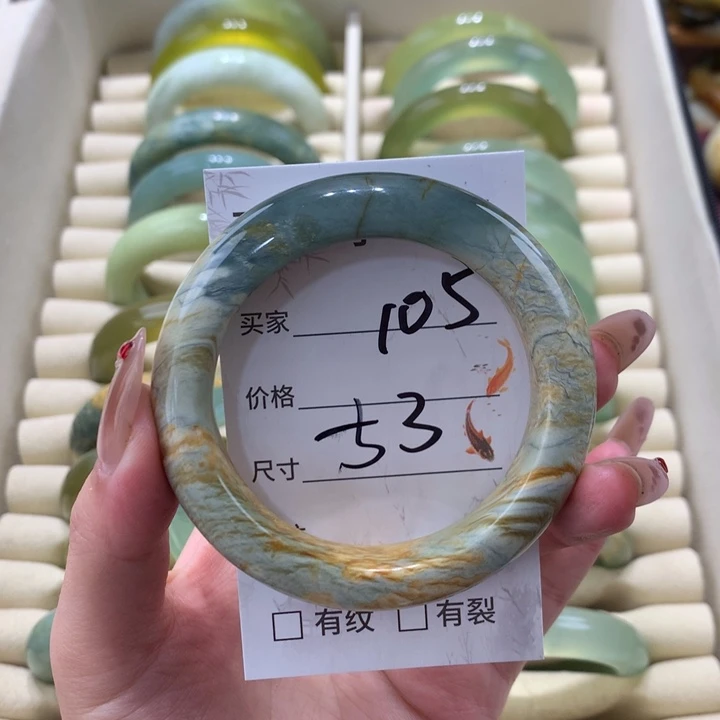 买家 105
价格
尺寸 53
□ 有纹 □ 有裂